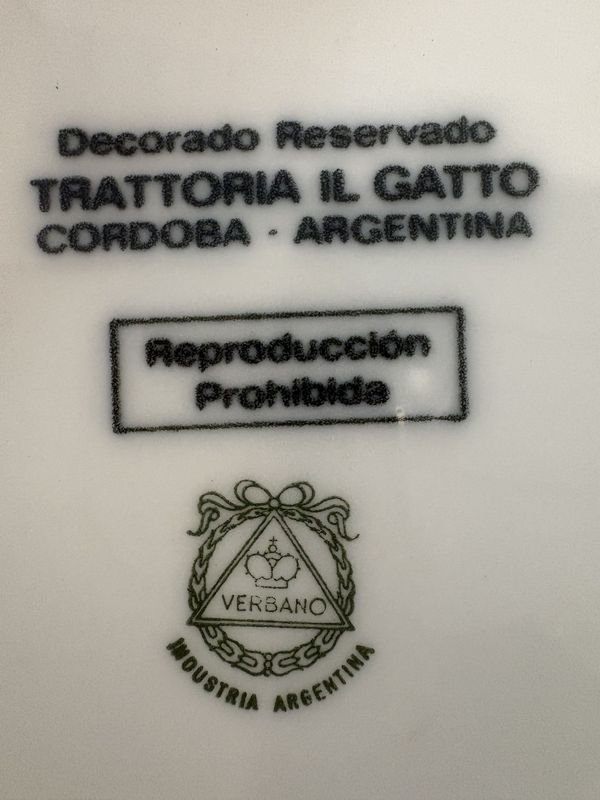 Decorado Reservado
TRATTORIA IL GATTO
CORDOBA - ARGENTINA
Reproducción
Prohibida
VERBANO
INDUSTRIA ARGENTINA